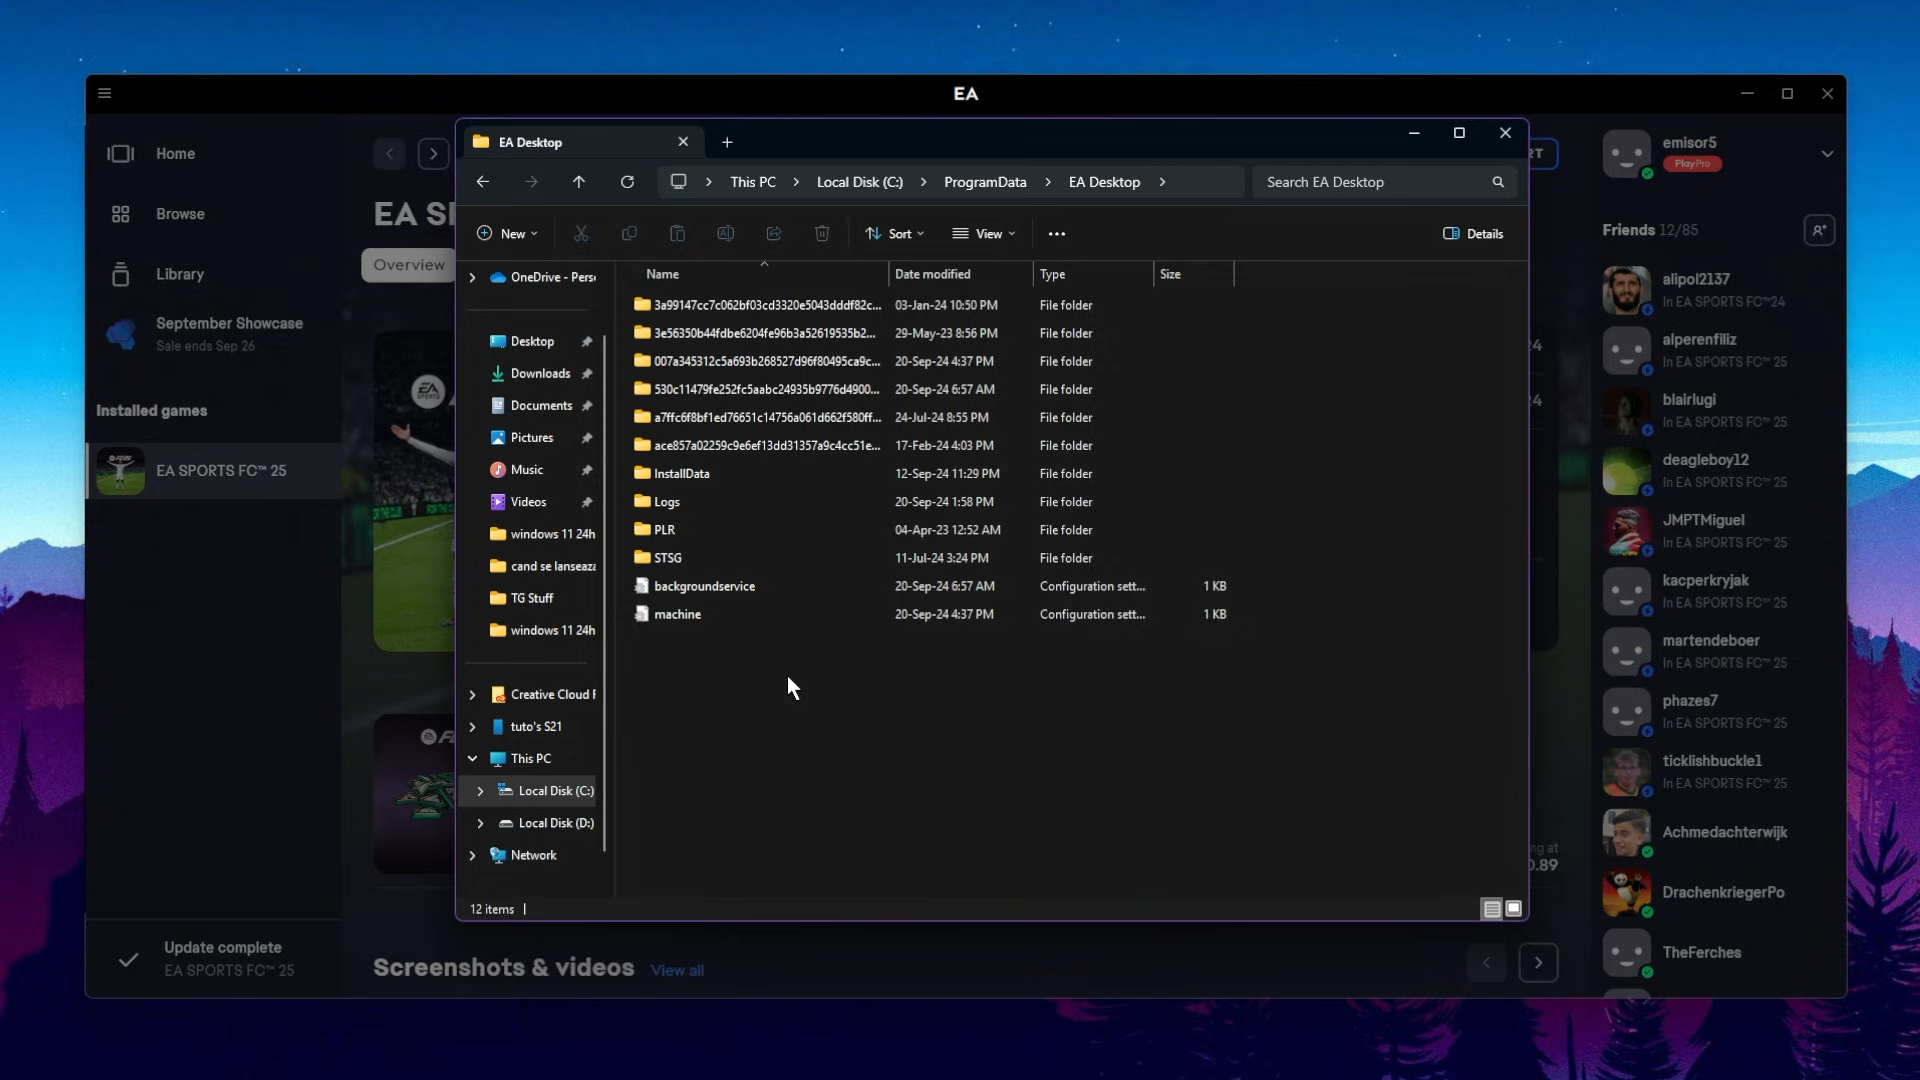 EA
Home
Browse
Library
September Showcase
Sale ends Sep 26
Installed games
EA SPORTS FC™ 25
Update complete
EA SPORTS FC™ 25
EA SP
Overview
EA Desktop
This PC
Local Disk (C:)
ProgramData
EA Desktop
Search EA Desktop
New
Sort
View
Details
OneDrive - Pers
Desktop
Downloads
Documents
Pictures
Music
Videos
windows 11 24h
cand se lanseaza
TG Stuff
windows 11 24h
Creative Cloud F
tuto's S21
This PC
Local Disk (C:)
Local Disk (D:)
Network
Name Date modified Type Size
3a99147cc7c062bf03cd3320e5043dddf82c... 03-Jan-24 10:50 PM File folder
3e56350b44fdbe6204fe96b3a52619535b2... 29-May-23 8:56 PM File folder
007a345312c5a693b268527d96f80495ca9c... 20-Sep-24 4:37 PM File folder
530c11479fe252fc5aabc24935b9776d4900... 20-Sep-24 6:57 AM File folder
a7ffc6f8bf1ed76651c14756a061d662f580ff... 24-Jul-24 8:55 PM File folder
ace857a02259c9e6ef13dd31357a9c4cc51e... 17-Feb-24 4:03 PM File folder
InstallData 12-Sep-24 11:29 PM File folder
Logs 20-Sep-24 1:58 PM File folder
PLR 04-Apr-23 12:52 AM File folder
STSG 11-Jul-24 3:24 PM File folder
backgroundservice 20-Sep-24 6:57 AM Configuration sett... 1 KB
machine 20-Sep-24 4:37 PM Configuration sett... 1 KB
12 items
RT
24
24
ng at
0.89
Screenshots & videos View all
emisor5
Play Pro
Friends 12/85
alipol2137
In EA SPORTS FC™ 24
alperenfiliz
In EA SPORTS FC™ 25
blairlugi
In EA SPORTS FC™ 25
deagleboy12
In EA SPORTS FC™ 25
JMPTMiguel
In EA SPORTS FC™ 25
kacperkryjak
In EA SPORTS FC™ 25
martendeboer
In EA SPORTS FC™ 25
phazes7
In EA SPORTS FC™ 25
ticklishbuckle1
In EA SPORTS FC™ 25
Achmedachterwijk
DrachenkriegerPo
TheFerches